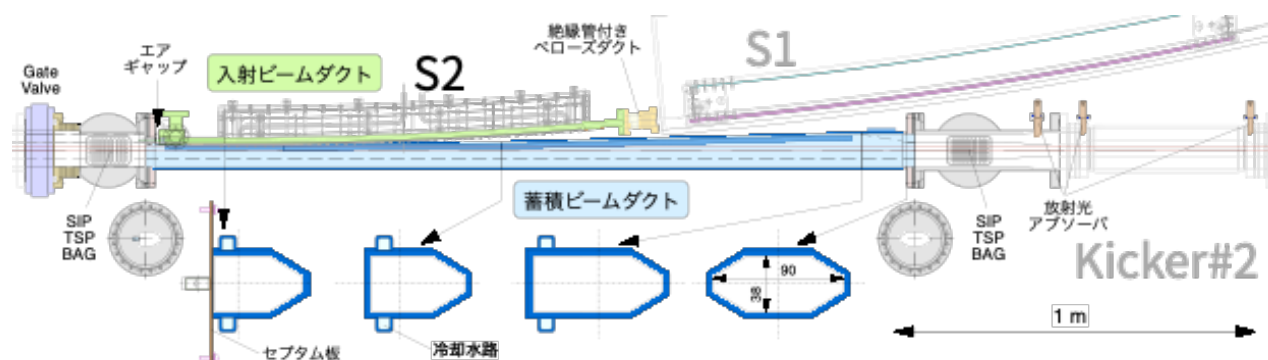 エア
ギャップ
Gate
Valve
入射ビームダクト
S2
絶縁管付き
ベローズダクト
S1
SIP
TSP
BAG
蓄積ビームダクト
SIP
TSP
BAG
放射光
アブソーバ
Kicker#2
90
38
1 m
セプタム板
冷却水路